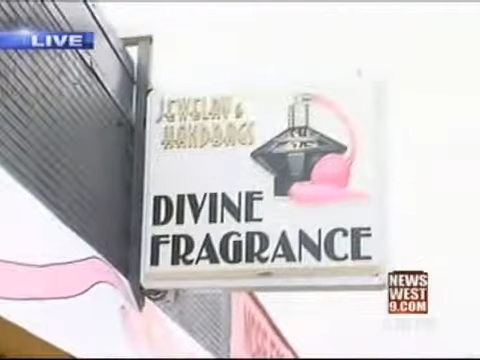 LIVE
JEWELRY &
HANDBAGS
DIVINE
FRAGRANCE
NEWS
WEST
9.COM